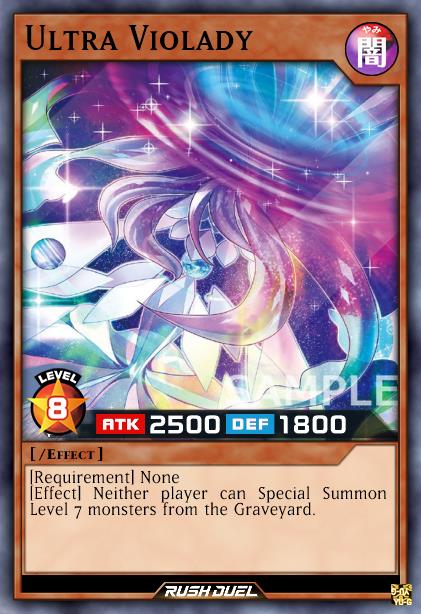 ULTRA VIOLADY
やみ
闇
SAMPLE
LEVEL
8
ATK 2500 DEF 1800
[ /EFFECT ]
[Requirement] None
[Effect] Neither player can Special Summon
Level 7 monsters from the Graveyard.
RUSH DUEL